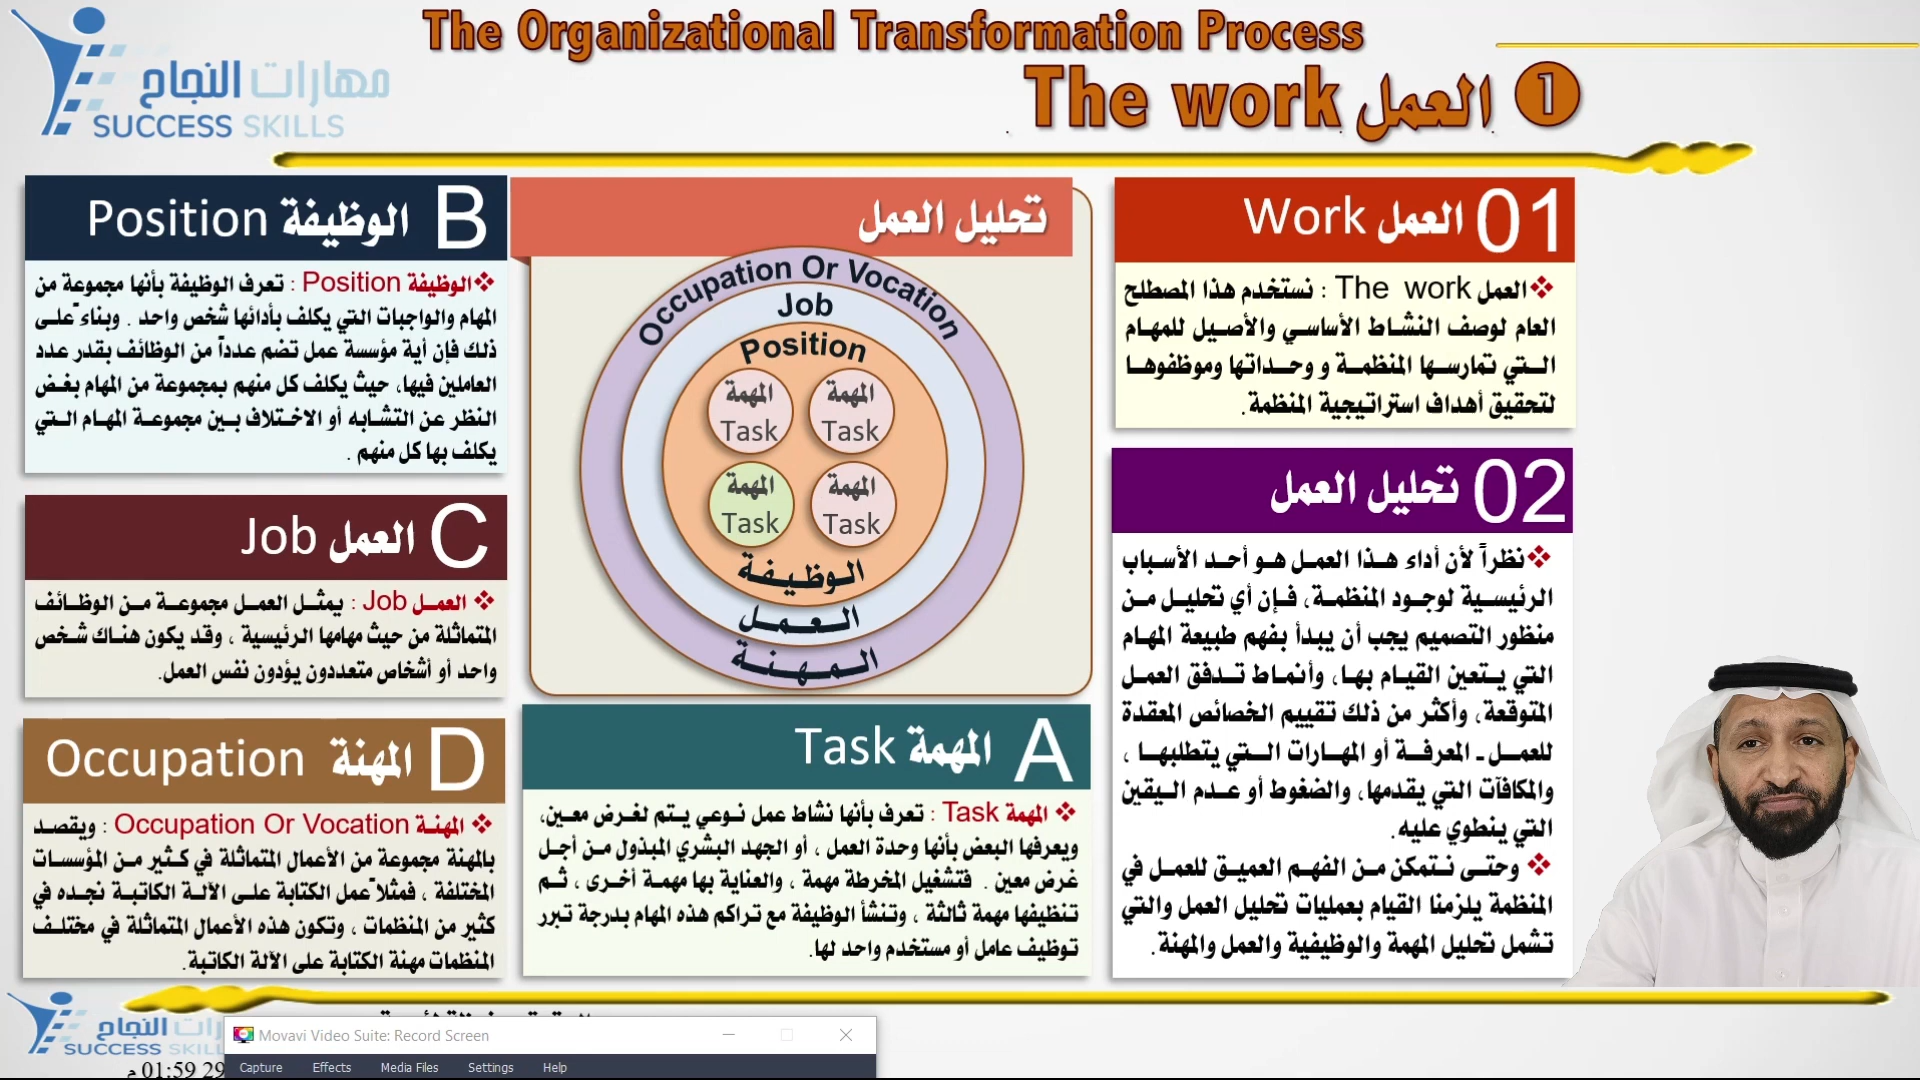 The Organizational Transformation Process
❶ العمل The work
مهارات النجاح
SUCCESS SKILLS
01 العمل Work
❖العمل The work : نستخدم هذا المصطلح
العام لوصف النشاط الأساسي والأصيل للمهام
التي تمارسها المنظمة و وحداتها وموظفوها
لتحقيق أهداف استراتيجية المنظمة.
02 تحليل العمل
❖نظراً لأن أداء هذا العمل هو أحد الأسباب
الرئيسية لوجود المنظمة، فإن أي تحليل من
منظور التصميم يجب أن يبدأ بفهم طبيعة المهام
التي يتعين القيام بها، وأنماط تدفق العمل
المتوقعة، وأكثر من ذلك تقييم الخصائص المعقدة
للعمل ـ المعرفة أو المهارات التي يتطلبها ،
والمكافآت التي يقدمها، والضغوط أو عدم اليقين
التي ينطوي عليه.
❖ وحتى نتمكن من الفهم العميق للعمل في
المنظمة يلزمنا القيام بعمليات تحليل العمل والتي
تشمل تحليل المهمة والوظيفية والعمل والمهنة.
تحليل العمل
Occupation Or Vocation
Job
Position
المهمة
Task
المهمة
Task
المهمة
Task
المهمة
Task
الوظيفة
العمل
المهنة
A المهمة Task
❖ المهمة Task : تعرف بأنها نشاط عمل نوعي يتم لغرض معين،
ويعرفها البعض بأنها وحدة العمل ، أو الجهد البشري المبذول من أجل
غرض معين . فتشغيل المخرطة مهمة ، والعناية بها مهمة أخرى ، ثم
تنظيفها مهمة ثالثة ، وتنشأ الوظيفة مع تراكم هذه المهام بدرجة تبرر
توظيف عامل أو مستخدم واحد لها.
B الوظيفة Position
❖الوظيفة Position : تعرف الوظيفة بأنها مجموعة من
المهام والواجبات التي يكلف بأدائها شخص واحد . وبناء ًعلى
ذلك فإن أية مؤسسة عمل تضم عدداً من الوظائف بقدر عدد
العاملين فيها، حيث يكلف كل منهم بمجموعة من المهام بغض
النظر عن التشابه أو الاختلاف بين مجموعة المهام التي
يكلف بها كل منهم .
C العمل Job
❖ العمل Job : يمثل العمل مجموعة من الوظائف
المتماثلة من حيث مهامها الرئيسية ، وقد يكون هناك شخص
واحد أو أشخاص متعددون يؤدون نفس العمل.
D المهنة Occupation
❖ المهنة Occupation Or Vocation : ويقصد
بالمهنة مجموعة من الأعمال المتماثلة في كثير من المؤسسات
المختلفة ، فمثلا ًعمل الكتابة على الآلة الكاتبة نجده في
كثير من المنظمات ، وتكون هذه الأعمال المتماثلة في مختلف
المنظمات مهنة الكتابة على الآلة الكاتبة.
النجاح
SUCCESS SKILL
01:59 29 م
Movavi Video Suite: Record Screen
Capture Effects Media Files Settings Help